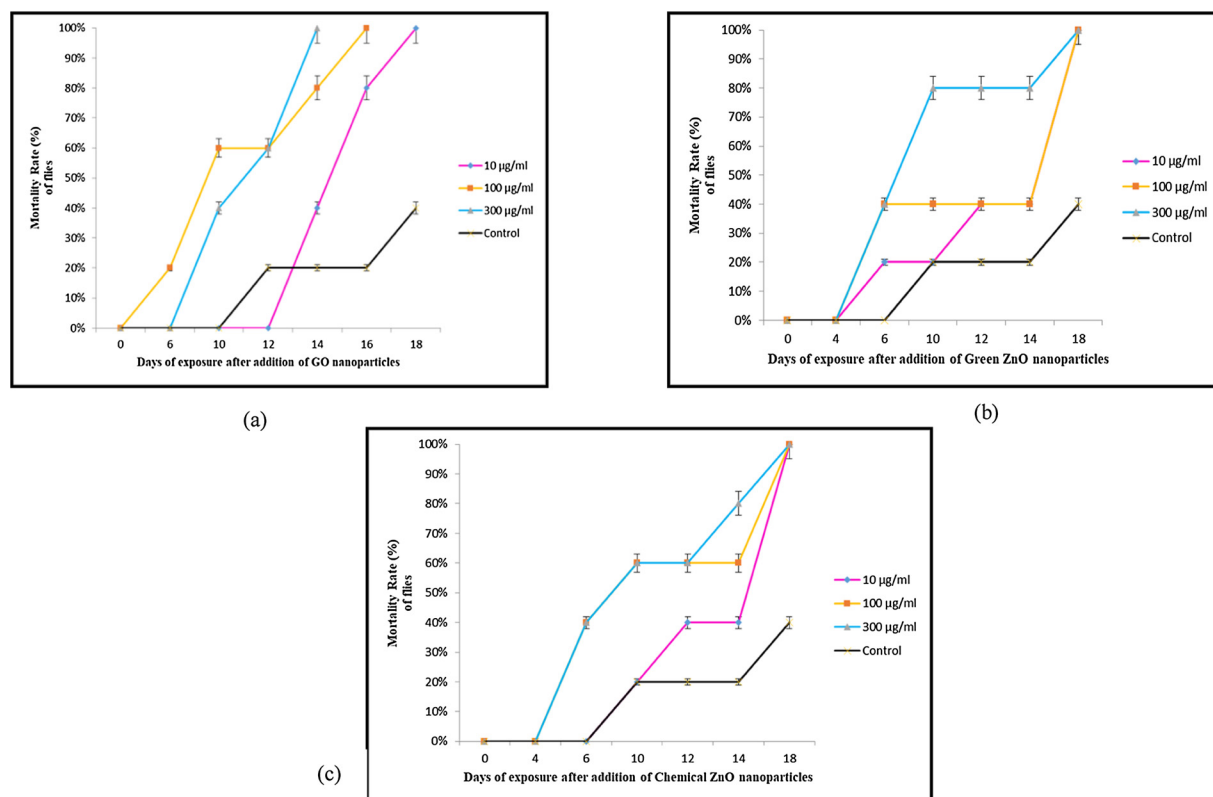 100%
90%
80%
70%
60%
50%
40%
30%
20%
10%
0%
Mortality Rate (%)
of flies
0 6 10 12 14 16 18
Days of exposure after addition of GO nanoparticles
10 µg/ml
100 µg/ml
300 µg/ml
Control
(a)
100%
90%
80%
70%
60%
50%
40%
30%
20%
10%
0%
Mortality Rate (%)
of flies
0 4 6 10 12 14 18
Days of exposure after addition of Green ZnO nanoparticles
10 µg/ml
100 µg/ml
300 µg/ml
Control
(b)
100%
90%
80%
70%
60%
50%
40%
30%
20%
10%
0%
Mortality Rate (%)
of flies
0 4 6 10 12 14 18
Days of exposure after addition of Chemical ZnO nanoparticles
10 µg/ml
100 µg/ml
300 µg/ml
Control
(c)